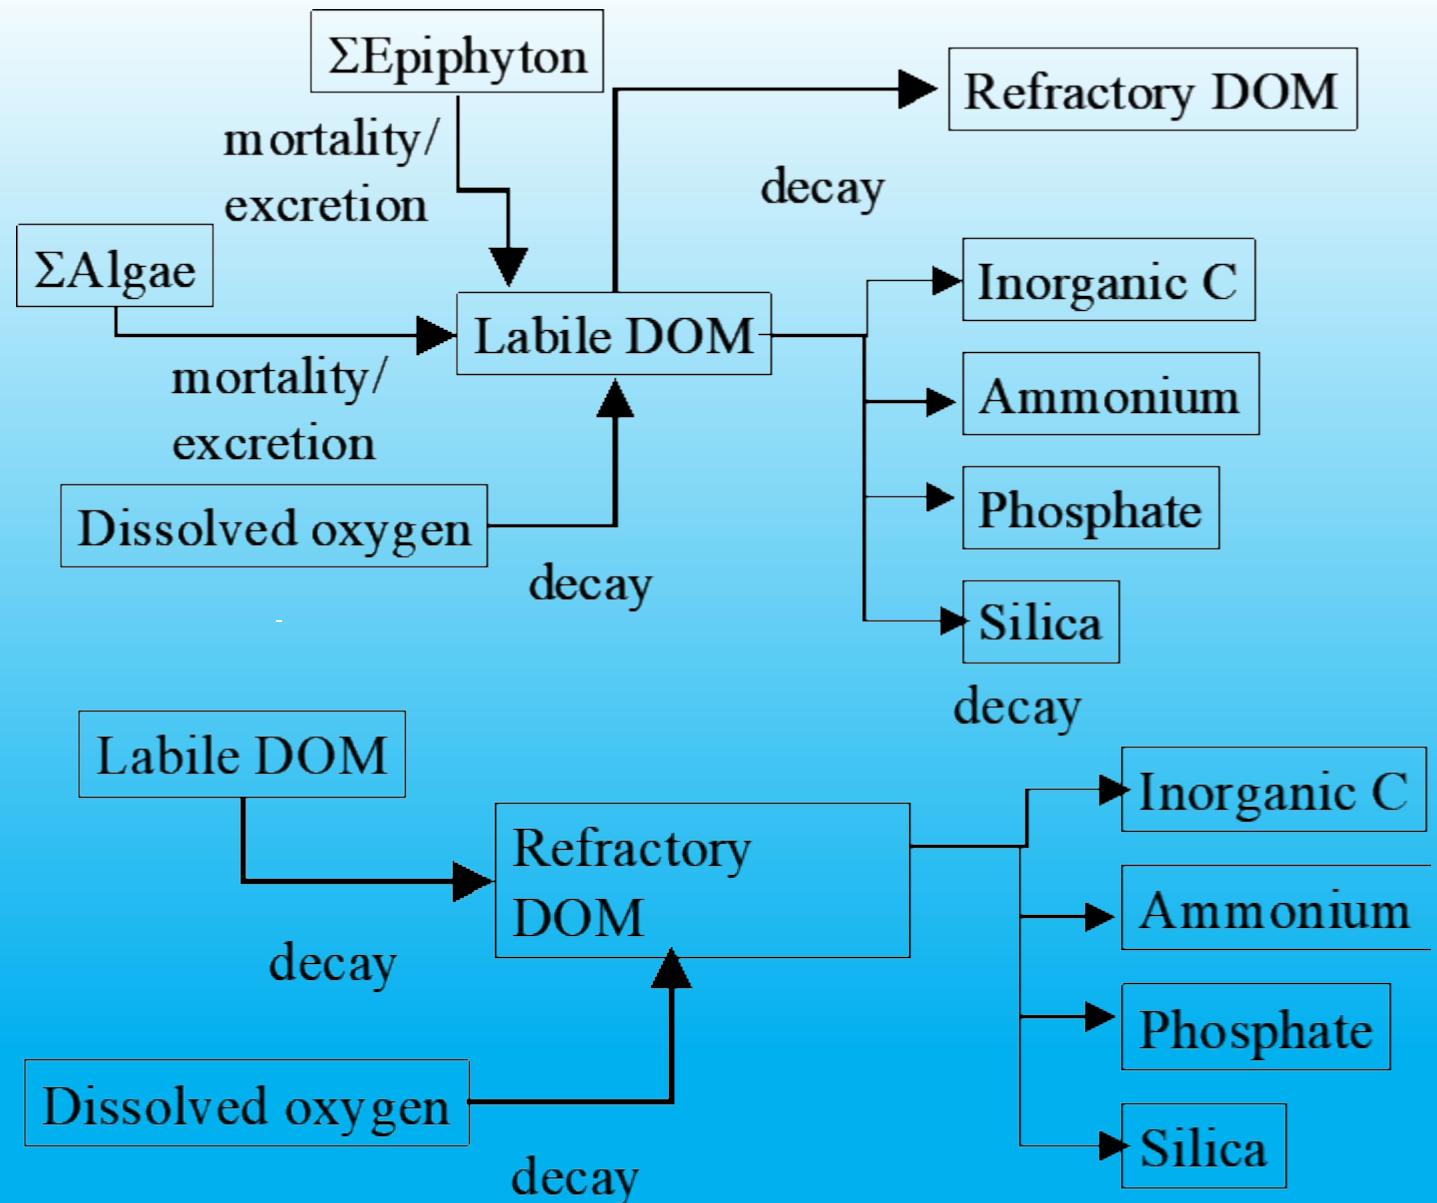 ΣEpiphyton
Refractory DOM
mortality/
excretion
decay
ΣAlgae
Inorganic C
Labile DOM
mortality/
excretion
Ammonium
Dissolved oxygen
Phosphate
decay
Silica
decay
Labile DOM
Inorganic C
Refractory
DOM
Ammonium
decay
Phosphate
Dissolved oxygen
Silica
decay